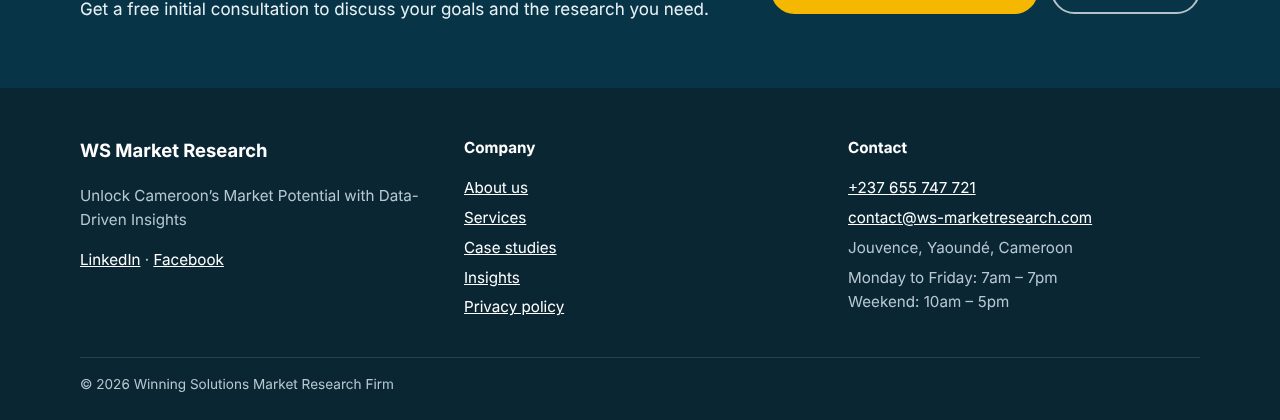 Get a free initial consultation to discuss your goals and the research you need.
WS Market Research
Unlock Cameroon’s Market Potential with Data-
Driven Insights
LinkedIn · Facebook
Company
About us
Services
Case studies
Insights
Privacy policy
Contact
+237 655 747 721
contact@ws-marketresearch.com
Jouvence, Yaoundé, Cameroon
Monday to Friday: 7am – 7pm
Weekend: 10am – 5pm
© 2026 Winning Solutions Market Research Firm